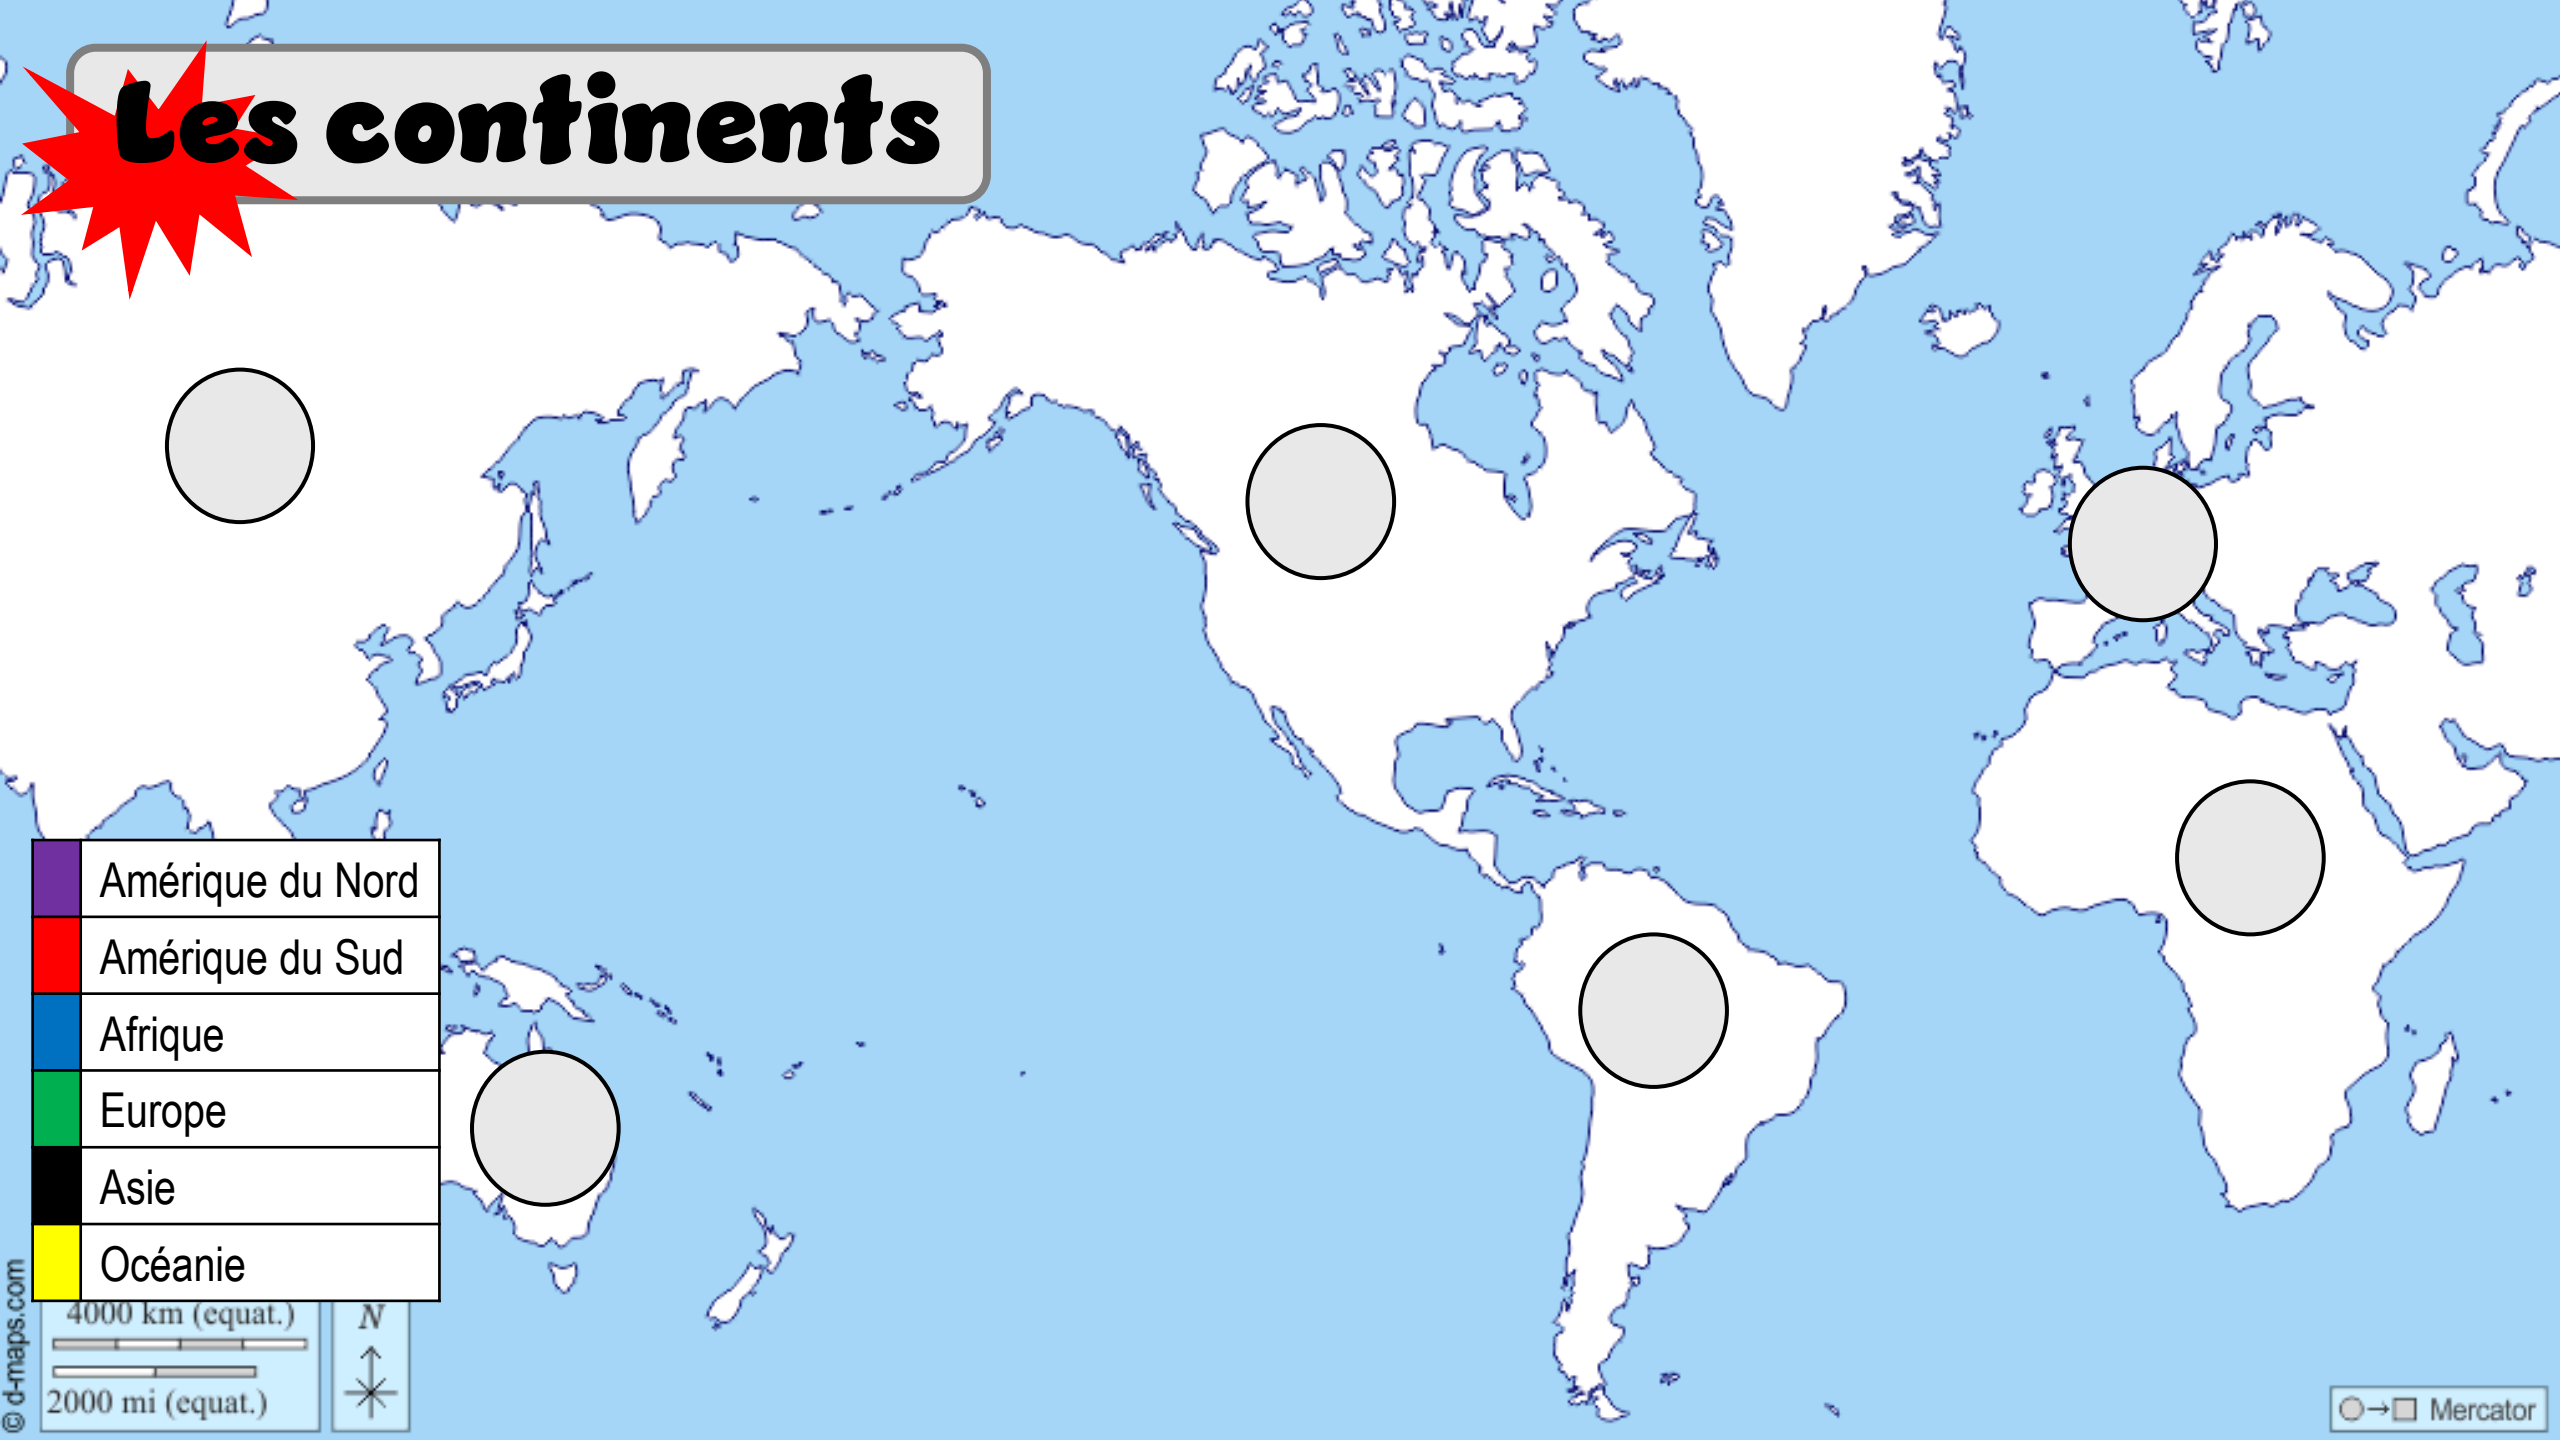 Les continents
Amérique du Nord
Amérique du Sud
Afrique
Europe
Asie
Océanie
4000 km (equat.)
2000 mi (equat.)
N
© d-maps.com
Mercator